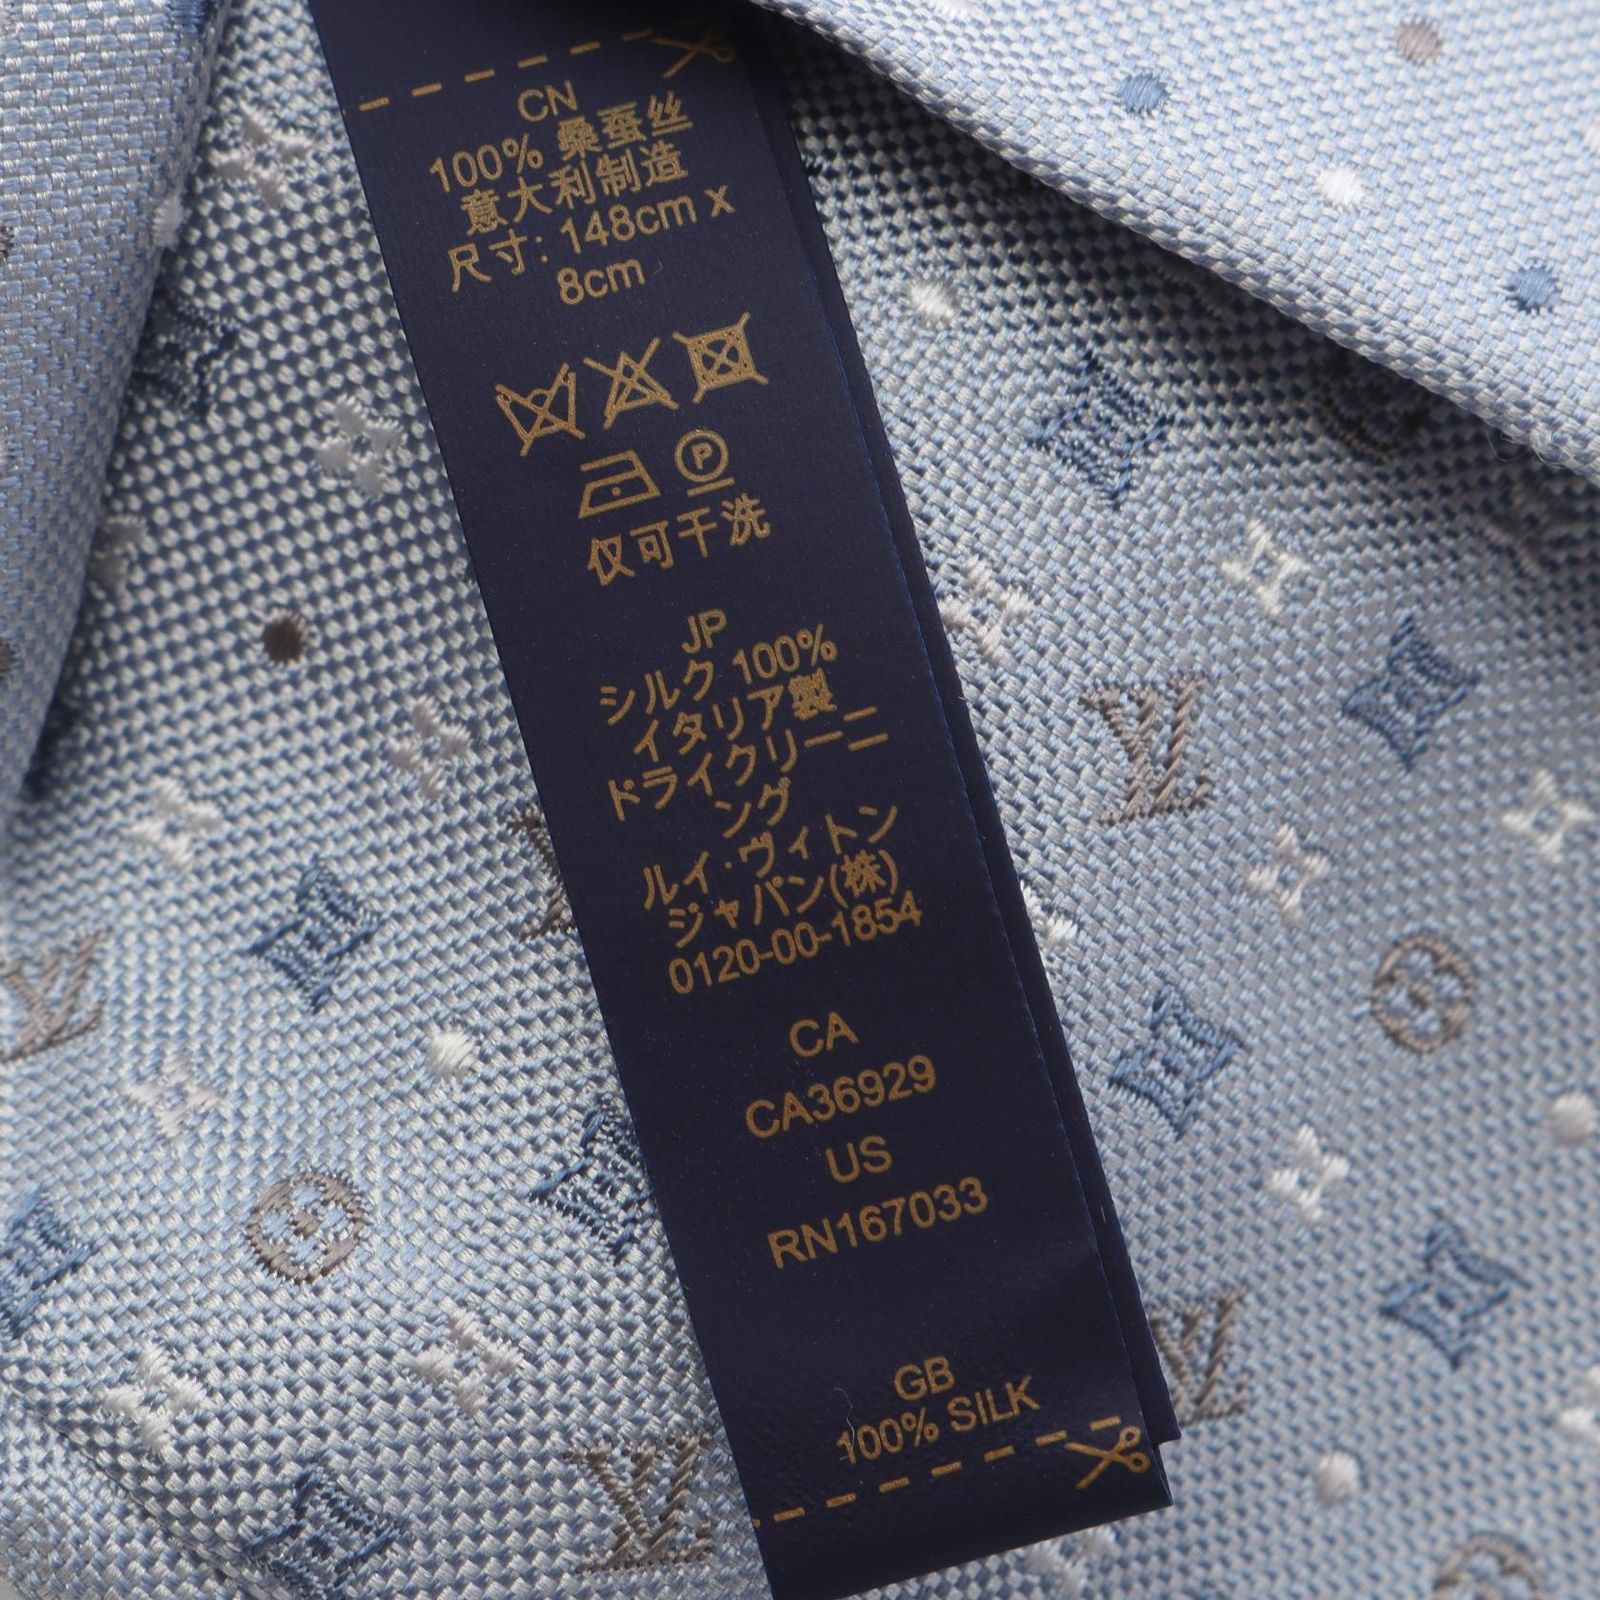 CN
100% 桑蚕丝
意大利制造
尺寸: 148cm x
8cm
P
仅可干洗
JP
シルク 100%
イタリア製
ドライクリーニ
ング
ルイ・ヴィトン
ジャパン(株)
0120-00-1854
CA
CA36929
US
RN167033
GB
100% SILK